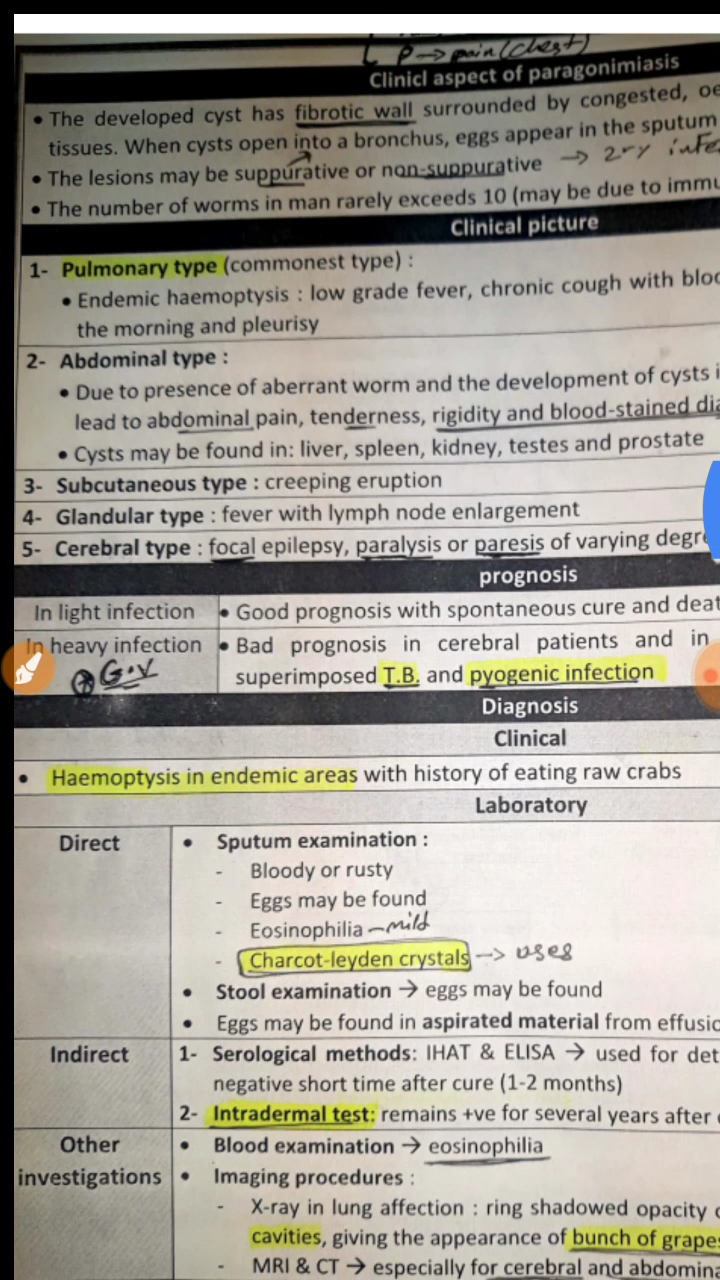 P → pain (chest)
Clinicl aspect of paragonimiasis
• The developed cyst has fibrotic wall surrounded by congested, oe
tissues. When cysts open into a bronchus, eggs appear in the sputum
• The lesions may be suppurative or non-suppurative → 2ry infe
• The number of worms in man rarely exceeds 10 (may be due to immu
Clinical picture
1- Pulmonary type (commonest type) :
• Endemic haemoptysis : low grade fever, chronic cough with bloo
the morning and pleurisy
2- Abdominal type :
• Due to presence of aberrant worm and the development of cysts i
lead to abdominal pain, tenderness, rigidity and blood-stained dia
• Cysts may be found in: liver, spleen, kidney, testes and prostate
3- Subcutaneous type : creeping eruption
4- Glandular type : fever with lymph node enlargement
5- Cerebral type : focal epilepsy, paralysis or paresis of varying degre
prognosis
In light infection • Good prognosis with spontaneous cure and deat
In heavy infection • Bad prognosis in cerebral patients and in
superimposed T.B. and pyogenic infection
Diagnosis
Clinical
• Haemoptysis in endemic areas with history of eating raw crabs
Laboratory
Direct • Sputum examination :
- Bloody or rusty
- Eggs may be found
- Eosinophilia – mild
- Charcot-leyden crystals → uses
• Stool examination → eggs may be found
• Eggs may be found in aspirated material from effusio
Indirect 1- Serological methods: IHAT & ELISA → used for det
negative short time after cure (1-2 months)
2- Intradermal test: remains +ve for several years after
Other • Blood examination → eosinophilia
investigations • Imaging procedures :
- X-ray in lung affection : ring shadowed opacity
cavities, giving the appearance of bunch of grapes
- MRI & CT → especially for cerebral and abdomina